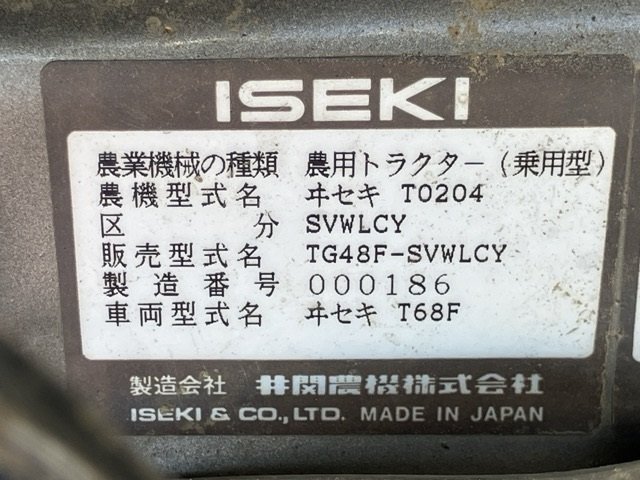 ISEKI
農業機械の種類 農用トラクター(乗用型)
農機型式名 ヰセキ T0204
区分 SVWLCY
販売型式名 TG48F-SVWLCY
製造番号 000186
車両型式名 ヰセキ T68F
製造会社 井関農機株式会社
ISEKI & CO., LTD. MADE IN JAPAN